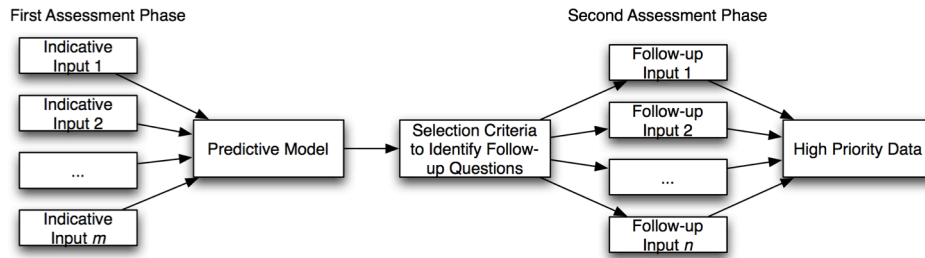 First Assessment Phase
Indicative
Input 1
Indicative
Input 2
...
Indicative
Input m
Predictive Model
Selection Criteria
to Identify Follow-
up Questions
Second Assessment Phase
Follow-up
Input 1
Follow-up
Input 2
...
Follow-up
Input n
High Priority Data